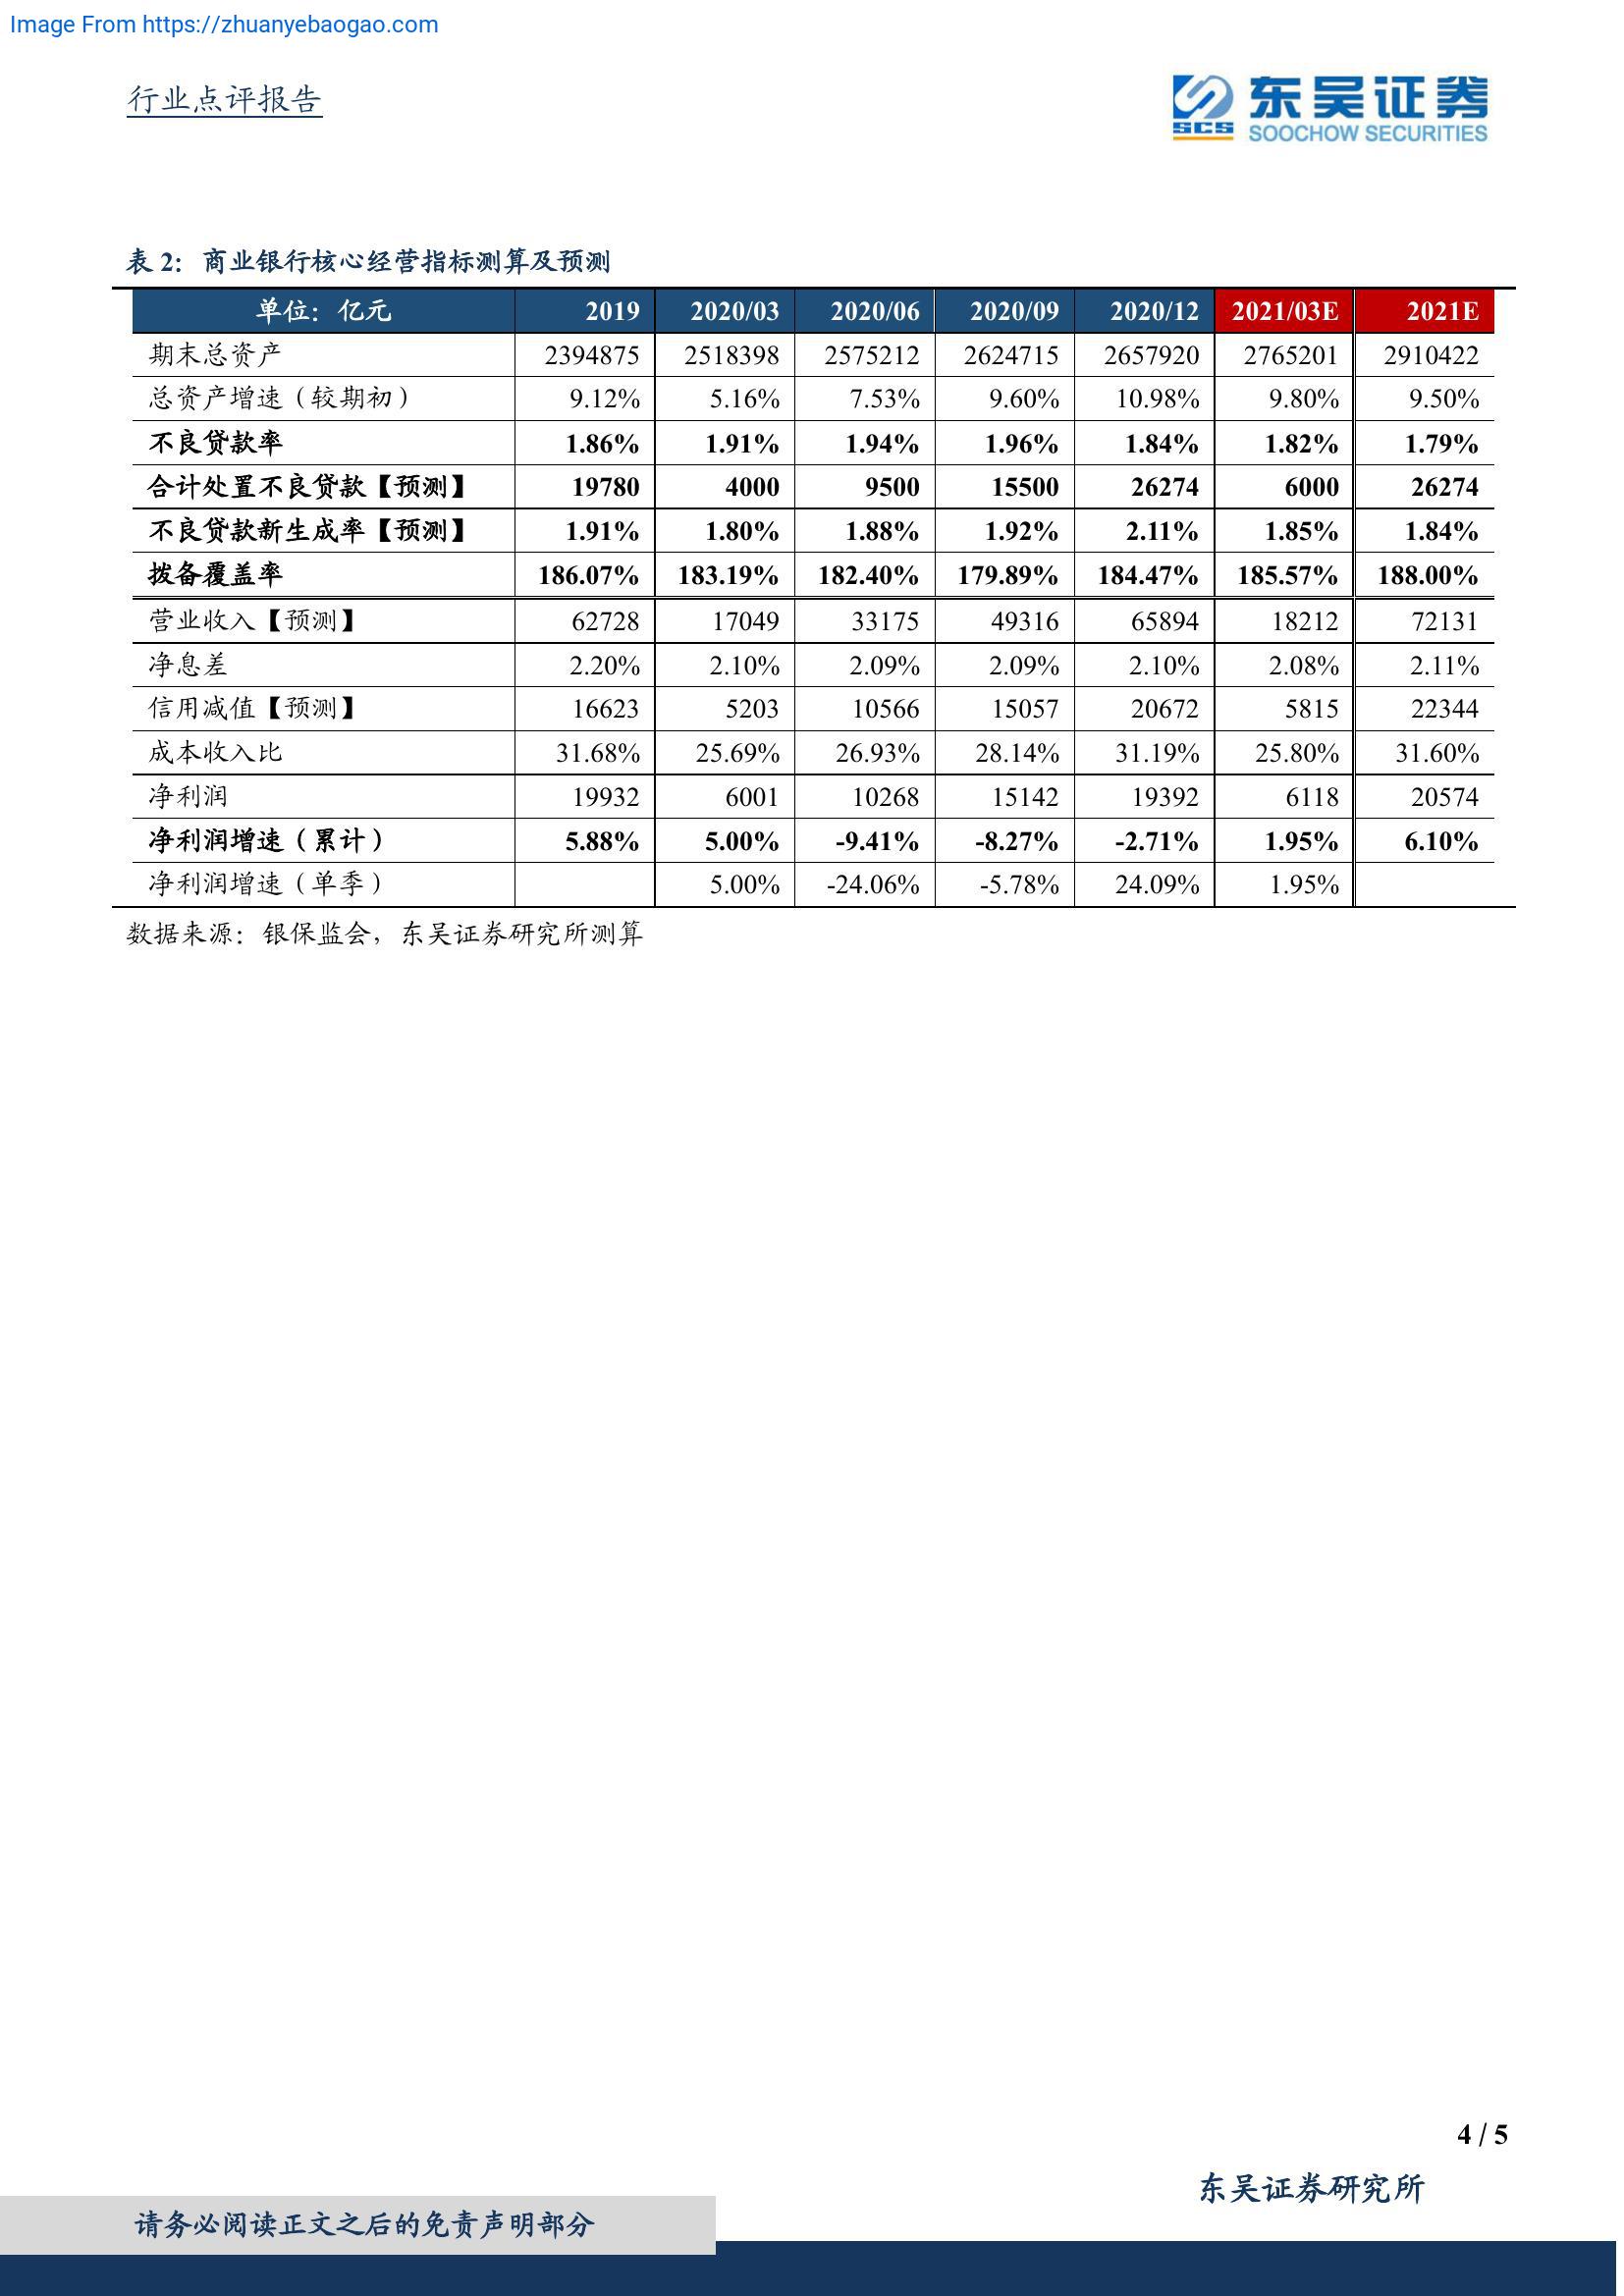 Image From https://zhuanyebaogao.com
行业点评报告
SCS
东吴证券
SOOCHOW SECURITIES
表 2：商业银行核心经营指标测算及预测
单位：亿元 2019 2020/03 2020/06 2020/09 2020/12 2021/03E 2021E
期末总资产 2394875 2518398 2575212 2624715 2657920 2765201 2910422
总资产增速（较期初） 9.12% 5.16% 7.53% 9.60% 10.98% 9.80% 9.50%
不良贷款率 1.86% 1.91% 1.94% 1.96% 1.84% 1.82% 1.79%
合计处置不良贷款【预测】 19780 4000 9500 15500 26274 6000 26274
不良贷款新生成率【预测】 1.91% 1.80% 1.88% 1.92% 2.11% 1.85% 1.84%
拨备覆盖率 186.07% 183.19% 182.40% 179.89% 184.47% 185.57% 188.00%
营业收入【预测】 62728 17049 33175 49316 65894 18212 72131
净息差 2.20% 2.10% 2.09% 2.09% 2.10% 2.08% 2.11%
信用减值【预测】 16623 5203 10566 15057 20672 5815 22344
成本收入比 31.68% 25.69% 26.93% 28.14% 31.19% 25.80% 31.60%
净利润 19932 6001 10268 15142 19392 6118 20574
净利润增速（累计） 5.88% 5.00% -9.41% -8.27% -2.71% 1.95% 6.10%
净利润增速（单季） 5.00% -24.06% -5.78% 24.09% 1.95%
数据来源：银保监会，东吴证券研究所测算
4 / 5
东吴证券研究所
请务必阅读正文之后的免责声明部分